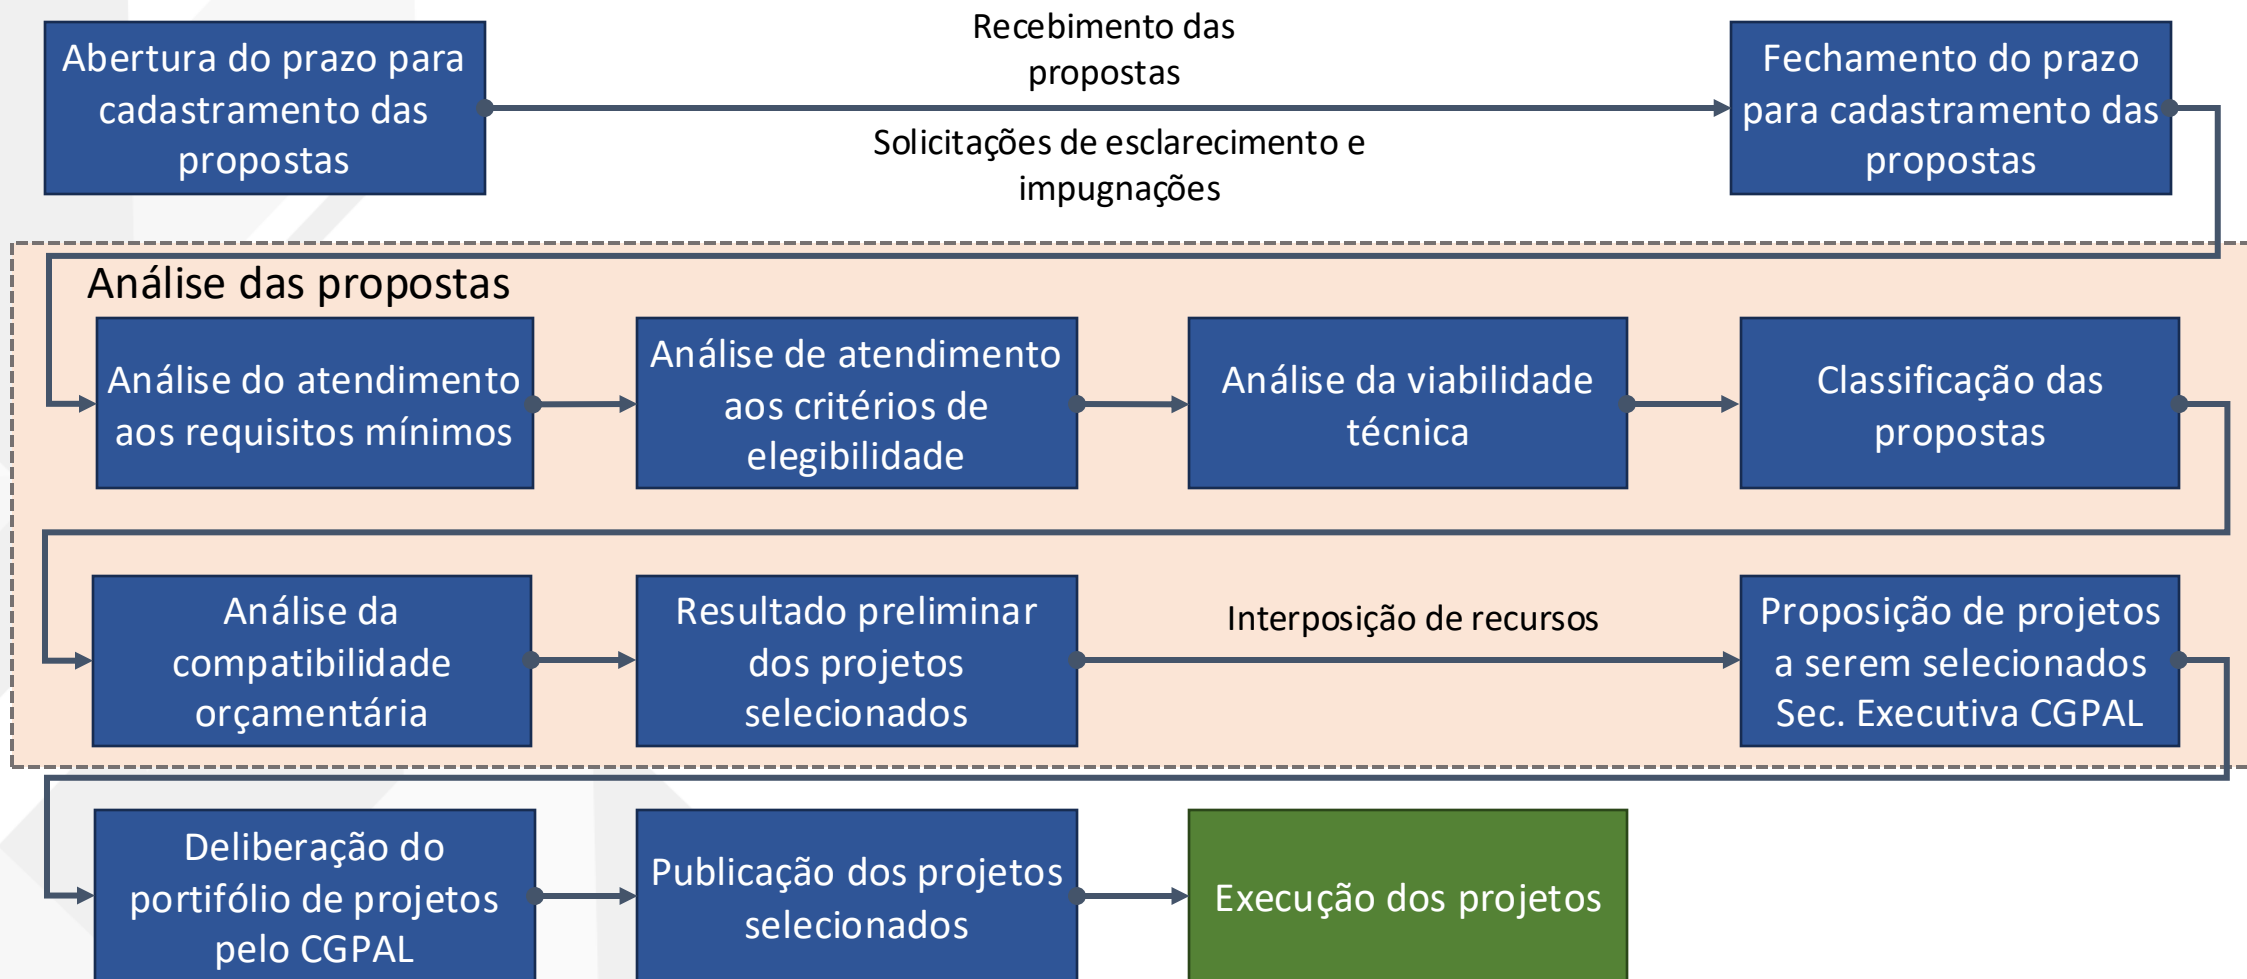 Abertura do prazo para
cadastramento das
propostas
Recebimento das
propostas
Solicitações de esclarecimento e
impugnações
Fechamento do prazo
para cadastramento das
propostas
Análise das propostas
Análise do atendimento
aos requisitos mínimos
Análise de atendimento
aos critérios de
elegibilidade
Análise da viabilidade
técnica
Classificação das
propostas
Análise da
compatibilidade
orçamentária
Resultado preliminar
dos projetos
selecionados
Interposição de recursos
Proposição de projetos
a serem selecionados
Sec. Executiva CGPAL
Deliberação do
portifólio de projetos
pelo CGPAL
Publicação dos projetos
selecionados
Execução dos projetos